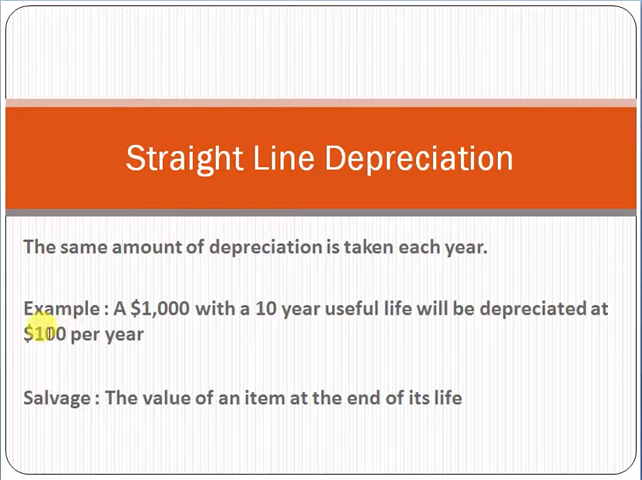 Straight Line Depreciation
The same amount of depreciation is taken each year.
Example : A $1,000 with a 10 year useful life will be depreciated at
$100 per year
Salvage : The value of an item at the end of its life